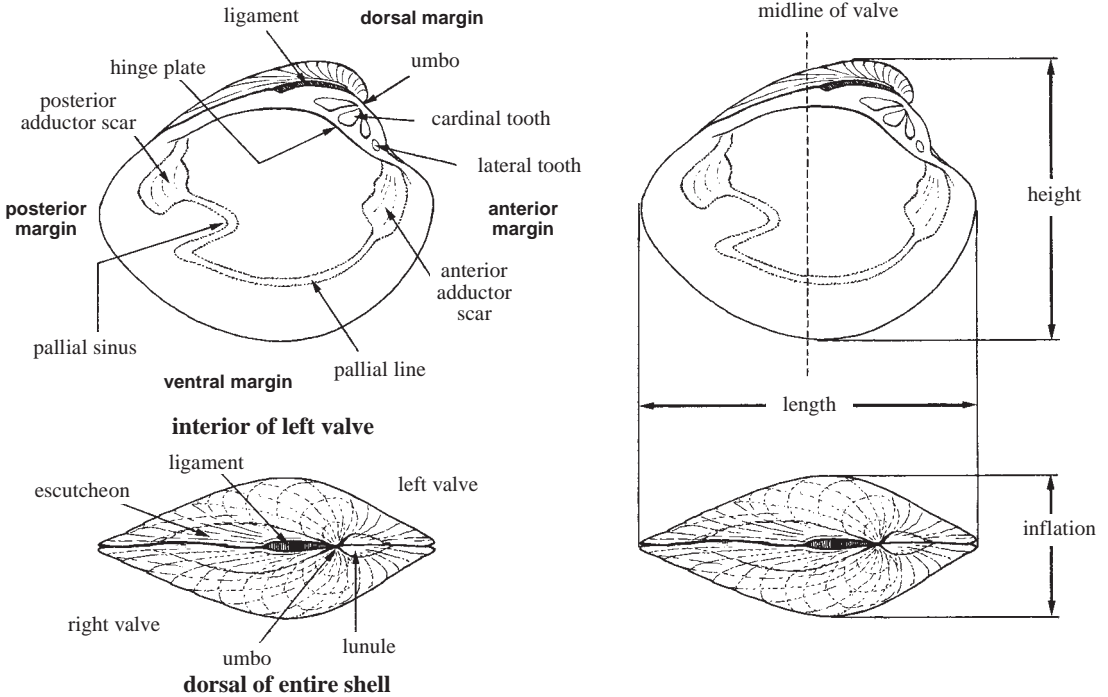 ligament
dorsal margin
umbo
hinge plate
posterior
adductor scar
cardinal tooth
lateral tooth
posterior
margin
anterior
margin
anterior
adductor
scar
pallial sinus
pallial line
ventral margin
interior of left valve
midline of valve
height
length
ligament
escutcheon
left valve
right valve
umbo
lunule
dorsal of entire shell
inflation